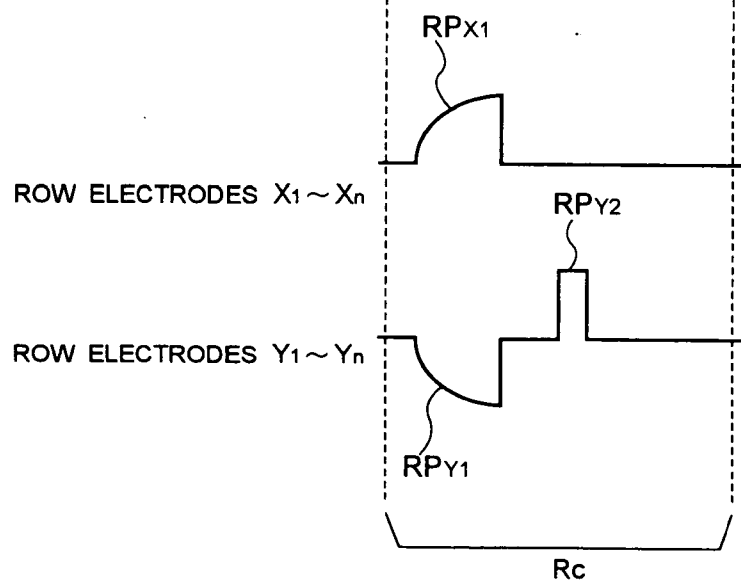 RPX1
ROW ELECTRODES X1～Xn
RPY2
ROW ELECTRODES Y1～Yn
RPY1
Rc